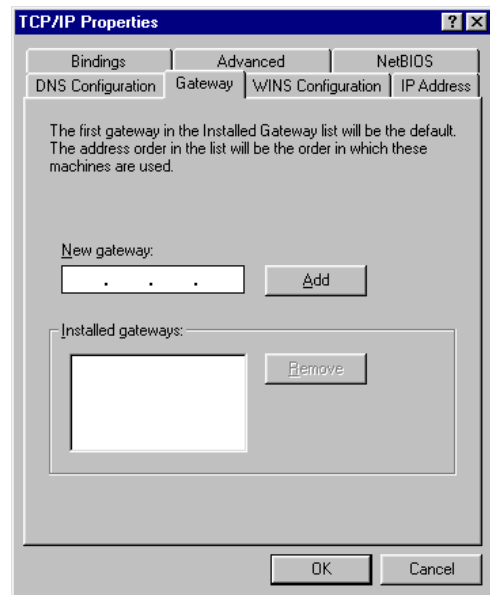 TCP/IP Properties
? X
Bindings Advanced NetBIOS
DNS Configuration Gateway WINS Configuration IP Address
The first gateway in the Installed Gateway list will be the default.
The address order in the list will be the order in which these
machines are used.
New gateway:
. . .
Add
Installed gateways:
Remove
OK Cancel